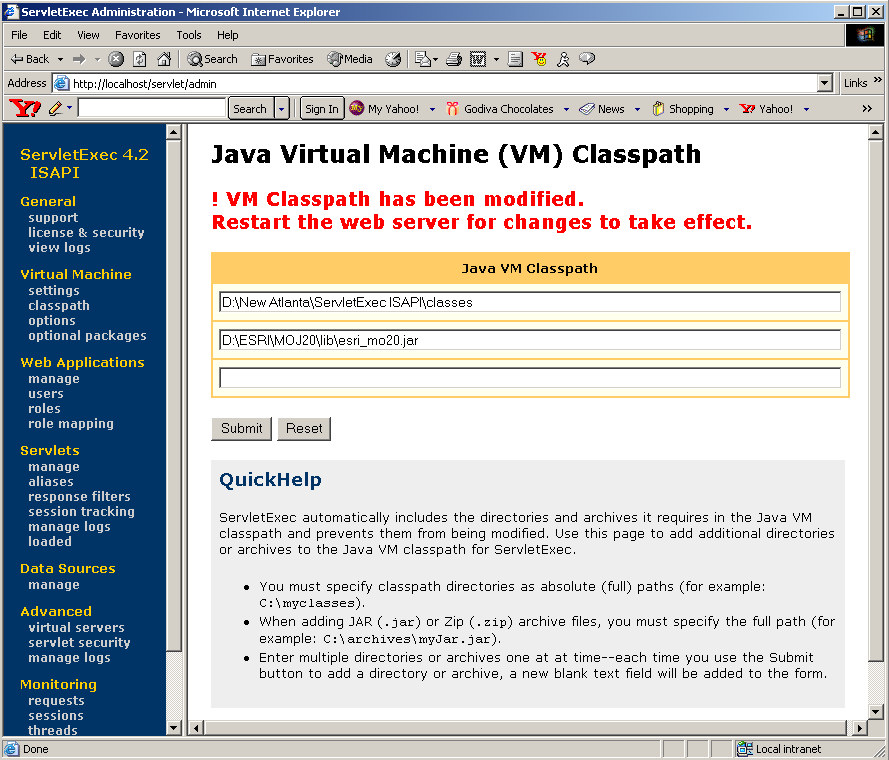 ServletExec Administration - Microsoft Internet Explorer
File Edit View Favorites Tools Help
Back Search Favorites Media
Address http://localhost/servlet/admin Links »
Y! Search Sign In My Yahoo! Godiva Chocolates News Shopping Yahoo! »
ServletExec 4.2
ISAPI
General
support
license & security
view logs
Virtual Machine
settings
classpath
options
optional packages
Web Applications
manage
users
roles
role mapping
Servlets
manage
aliases
response filters
session tracking
manage logs
loaded
Data Sources
manage
Advanced
virtual servers
servlet security
manage logs
Monitoring
requests
sessions
threads
Java Virtual Machine (VM) Classpath
! VM Classpath has been modified.
Restart the web server for changes to take effect.
Java VM Classpath
D:\New Atlanta\ServletExec ISAPI\classes
D:\ESRI\MOJ20\lib\esri_mo20.jar
Submit Reset
QuickHelp
ServletExec automatically includes the directories and archives it requires in the Java VM
classpath and prevents them from being modified. Use this page to add additional directories
or archives to the Java VM classpath for ServletExec.
• You must specify classpath directories as absolute (full) paths (for example:
C:\myclasses).
• When adding JAR (.jar) or Zip (.zip) archive files, you must specify the full path (for
example: C:\archives\myJar.jar).
• Enter multiple directories or archives one at at time--each time you use the Submit
button to add a directory or archive, a new blank text field will be added to the form.
Done Local intranet